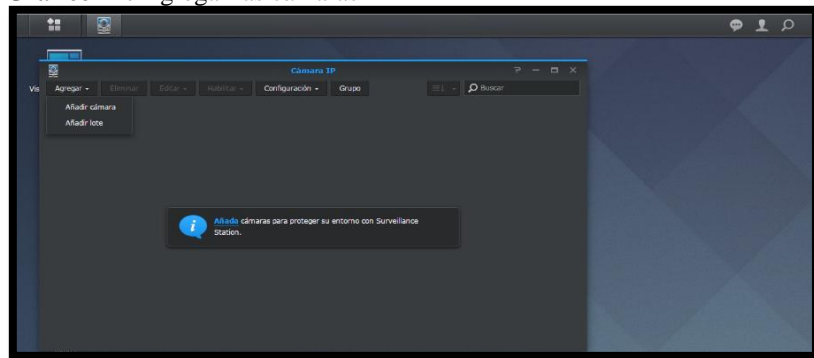 Cámara IP
Vis
Agregar Eliminar Editar Habilitar Configuración Grupo Buscar
Añadir cámara
Añadir lote
Añada cámaras para proteger su entorno con Surveillance
Station.